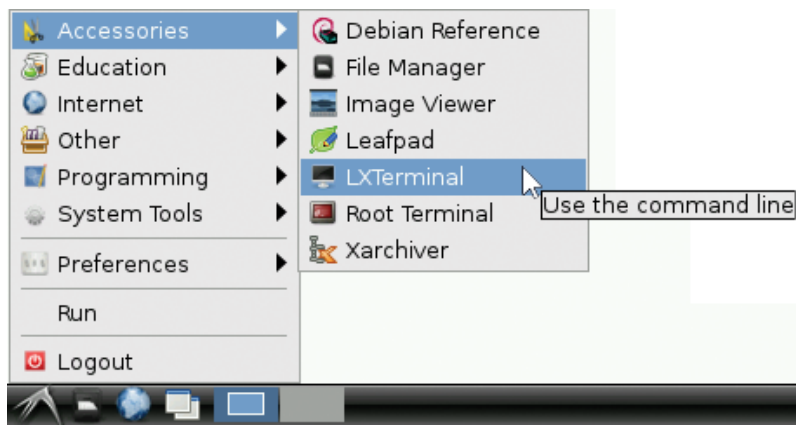 Accessories
Education
Internet
Other
Programming
System Tools
Preferences
Run
Logout
Debian Reference
File Manager
Image Viewer
Leafpad
LXTerminal
Root Terminal
Xarchiver
Use the command line